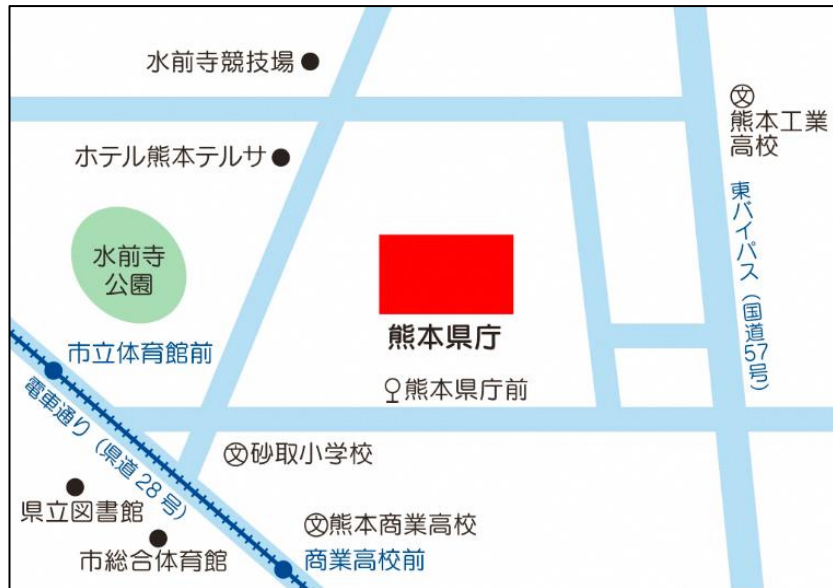 水前寺競技場
文
熊本工業
高校
ホテル熊本テルサ
東バイパス(国道57号)
水前寺
公園
熊本県庁
市立体育館前
熊本県庁前
電車通り(県道28号)
文砂取小学校
県立図書館
文熊本商業高校
市総合体育館
商業高校前